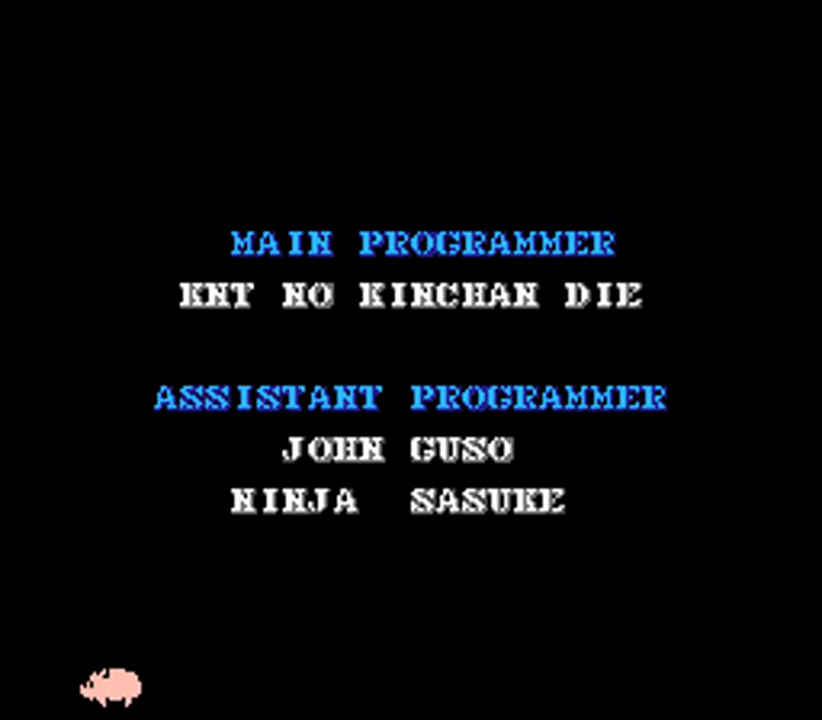 MAIN PROGRAMMER
KNT NO KINCHAN DIE
ASSISTANT PROGRAMMER
JOHN GUSO
NINJA SASUKE